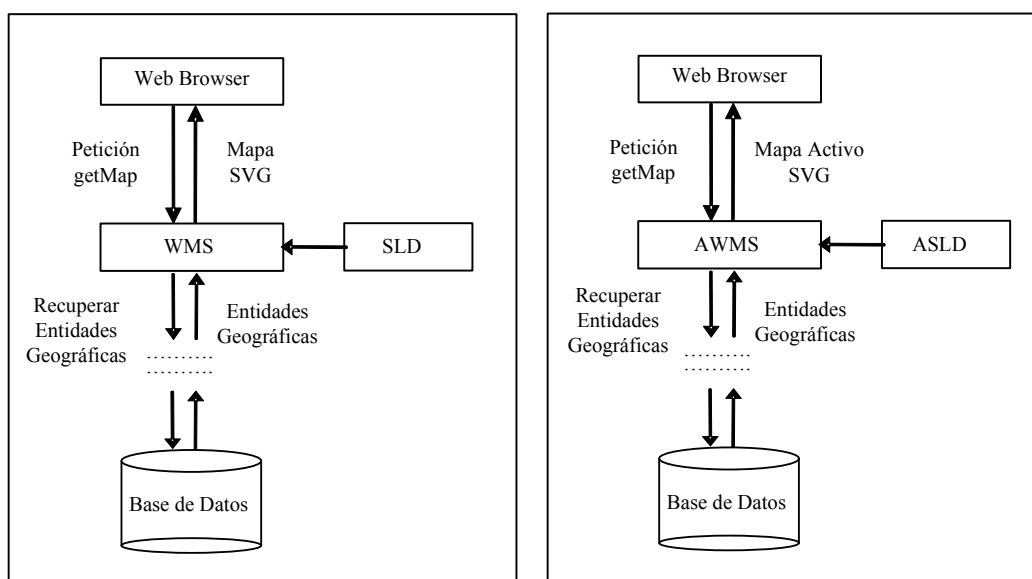 Web Browser
Petición
getMap
Mapa
SVG
WMS
SLD
Recuperar
Entidades
Geográficas
Entidades
Geográficas
Base de Datos
Web Browser
Petición
getMap
Mapa Activo
SVG
AWMS
ASLD
Recuperar
Entidades
Geográficas
Entidades
Geográficas
Base de Datos